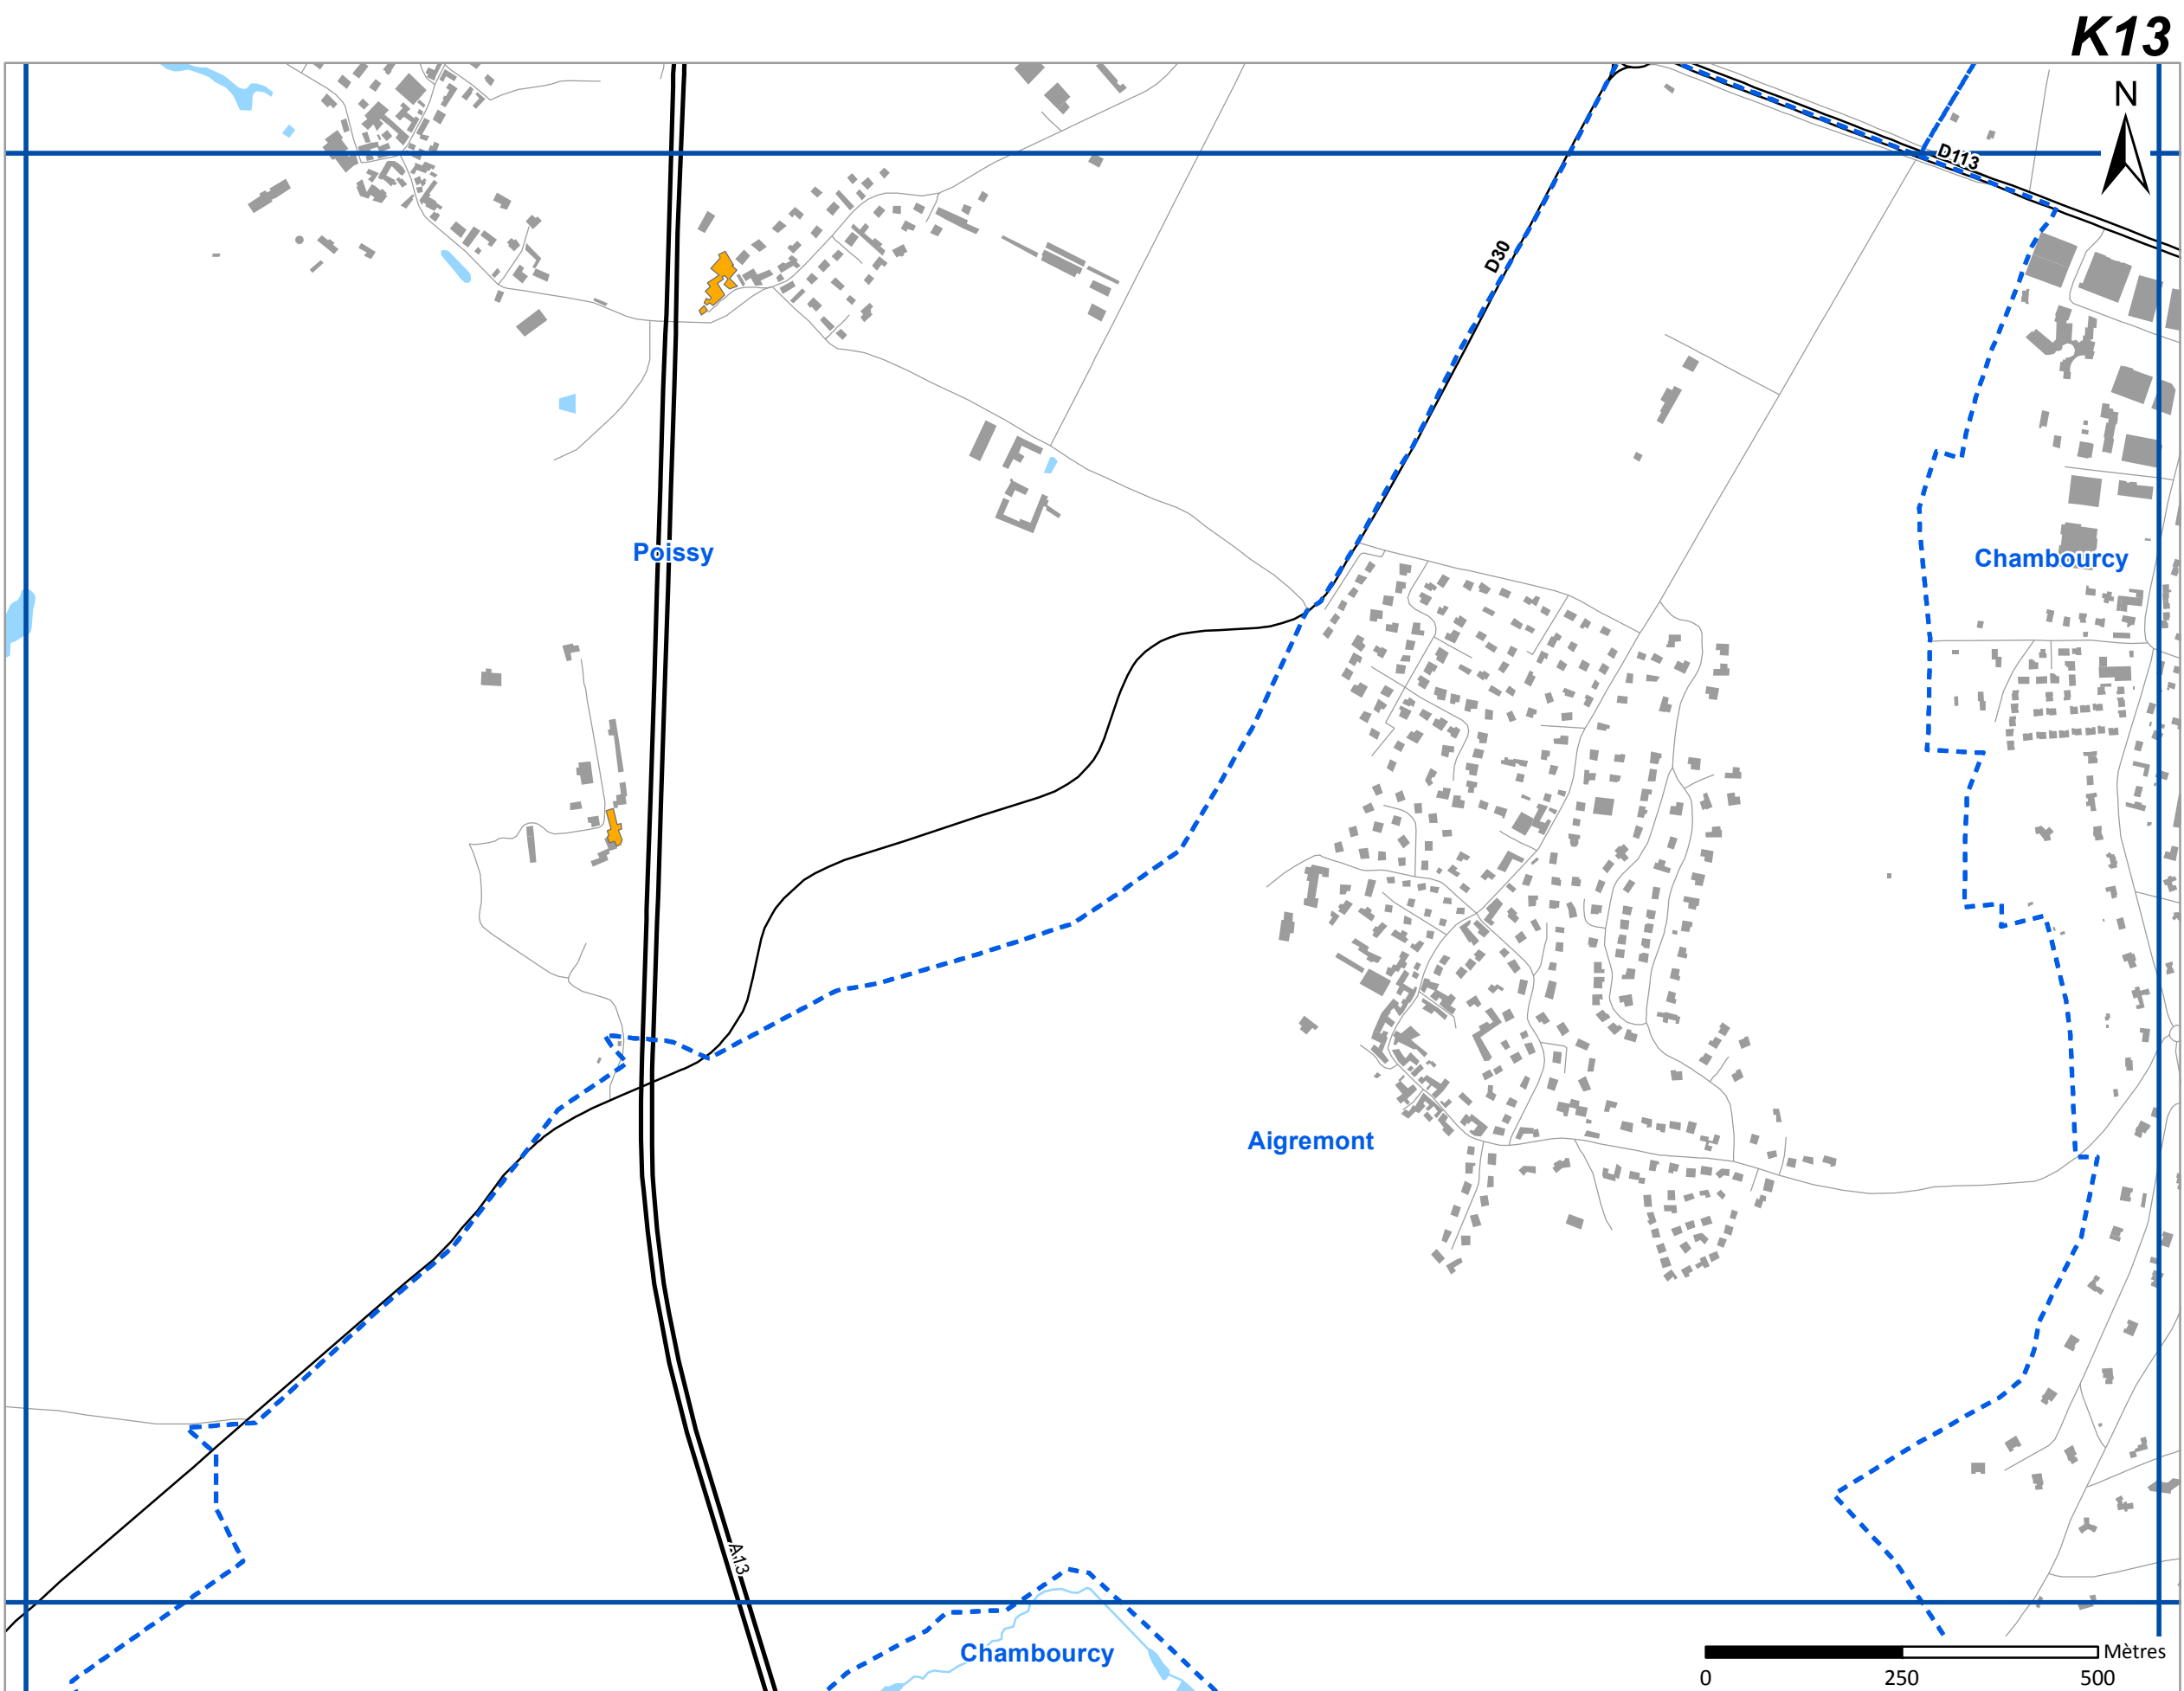 K13
N
D113
D30
Poissy
Chambourcy
Aigremont
A13
Chambourcy
Mètres
0 250 500